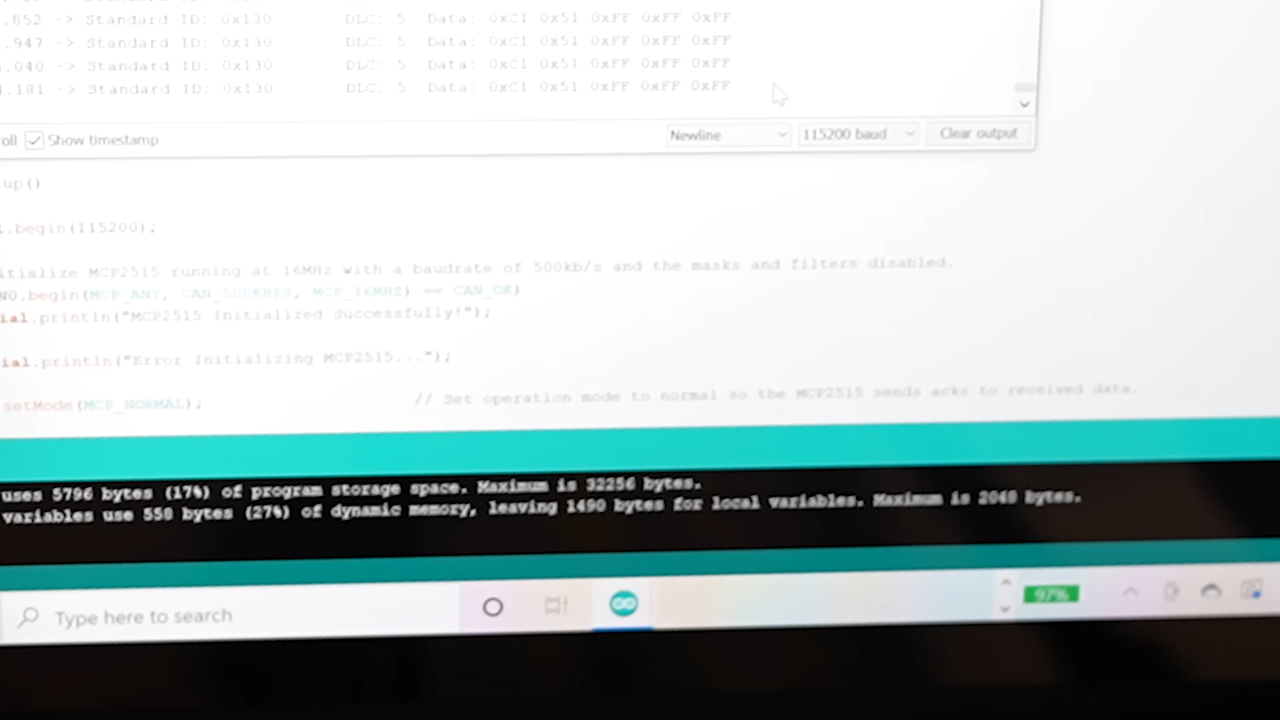 .852 -> Standard ID: 0x130 DLC: 5 Data: 0xC1 0x51 0xFF 0xFF 0xFF
.947 -> Standard ID: 0x130 DLC: 5 Data: 0xC1 0x51 0xFF 0xFF 0xFF
.040 -> Standard ID: 0x130 DLC: 5 Data: 0xC1 0x51 0xFF 0xFF 0xFF
.181 -> Standard ID: 0x130 DLC: 5 Data: 0xC1 0x51 0xFF 0xFF 0xFF
oll Show timestamp Newline 115200 baud Clear output
up()
.begin(115200);
itialize MCP2515 running at 16MHz with a baudrate of 500kb/s and the masks and filters disabled.
N0.begin(MCP_ANY, CAN_500KBPS, MCP_16MHZ) == CAN_OK)
ial.println("MCP2515 Initialized Successfully!");
ial.println("Error Initializing MCP2515...");
setMode(MCP_NORMAL); // Set operation mode to normal so the MCP2515 sends acks to received data.
uses 5796 bytes (17%) of program storage space. Maximum is 32256 bytes.
variables use 558 bytes (27%) of dynamic memory, leaving 1490 bytes for local variables. Maximum is 2048 bytes.
Type here to search 97%